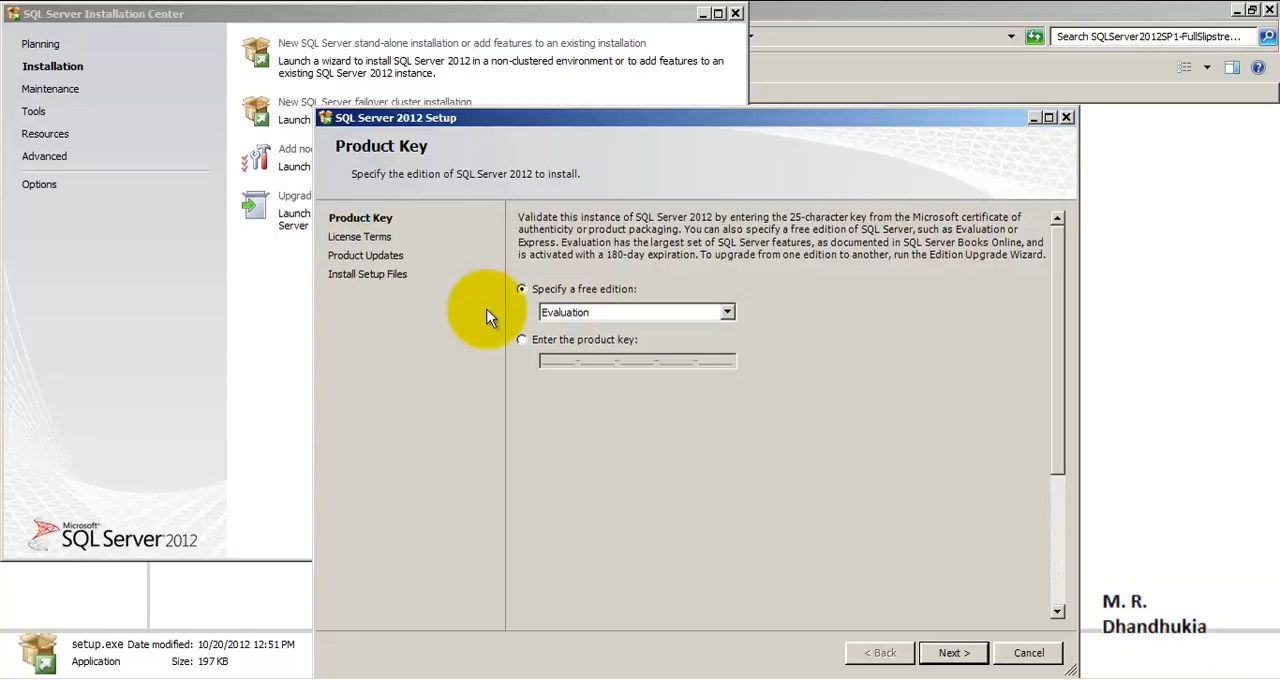 SQL Server Installation Center
Planning
Installation
Maintenance
Tools
Resources
Advanced
Options
New SQL Server stand-alone installation or add features to an existing installation
Launch a wizard to install SQL Server 2012 in a non-clustered environment or to add features to an
existing SQL Server 2012 instance.
New SQL Server failover cluster installation
Launch
Add no
Launch
Upgrad
Launch
Server
Microsoft
SQL Server 2012
Search SQLServer2012SP1-FullSlipstre...
SQL Server 2012 Setup
Product Key
Specify the edition of SQL Server 2012 to install.
Product Key
License Terms
Product Updates
Install Setup Files
Validate this instance of SQL Server 2012 by entering the 25-character key from the Microsoft certificate of
authenticity or product packaging. You can also specify a free edition of SQL Server, such as Evaluation or
Express. Evaluation has the largest set of SQL Server features, as documented in SQL Server Books Online, and
is activated with a 180-day expiration. To upgrade from one edition to another, run the Edition Upgrade Wizard.
Specify a free edition:
Evaluation
Enter the product key:
_____-_____-_____-_____-_____
< Back
Next >
Cancel
setup.exe Date modified: 10/20/2012 12:51 PM
Application Size: 197 KB
M. R.
Dhandhukia